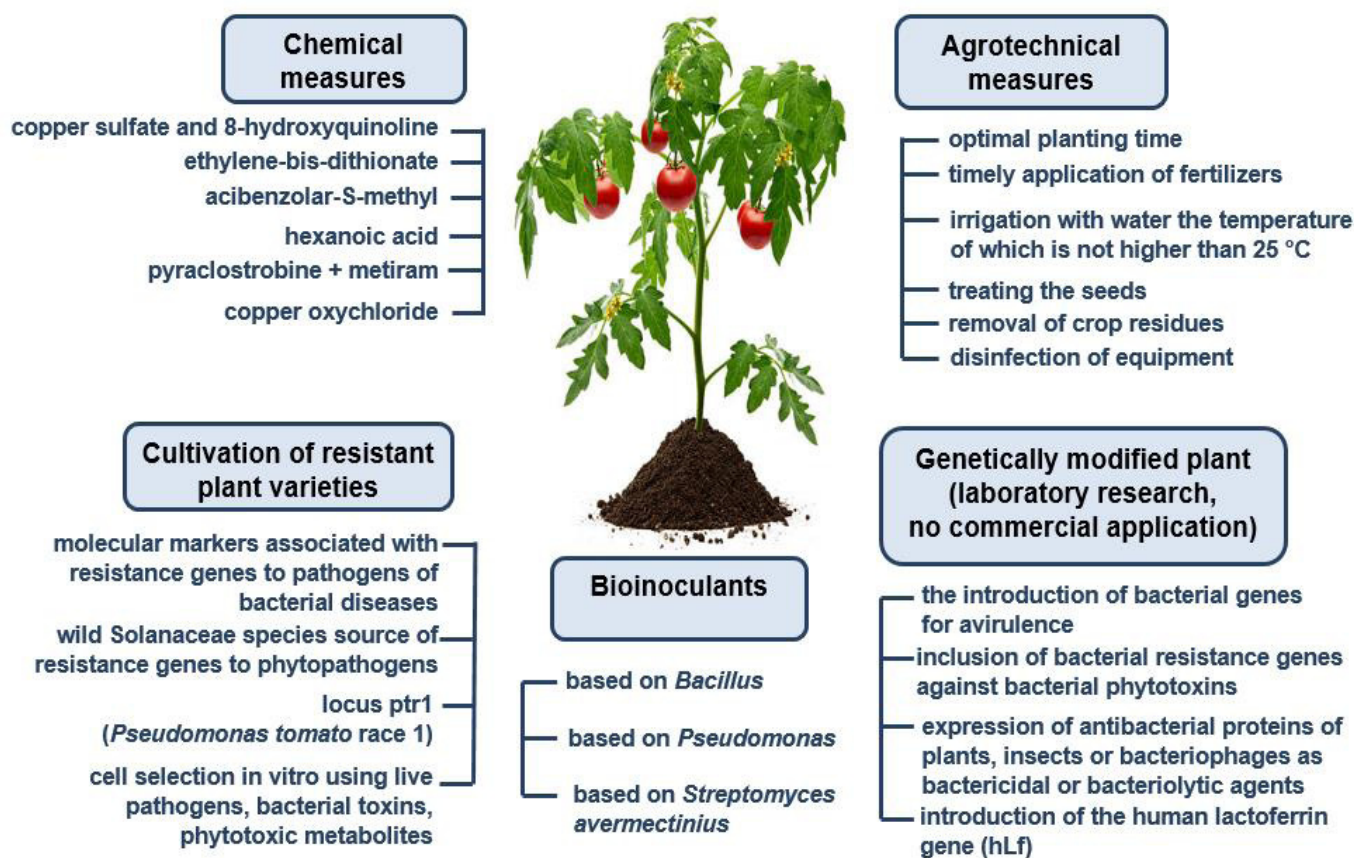 Chemical
measures
copper sulfate and 8-hydroxyquinoline
ethylene-bis-dithionate
acibenzolar-S-methyl
hexanoic acid
pyraclostrobine + metiram
copper oxychloride
Agrotechnical
measures
optimal planting time
timely application of fertilizers
irrigation with water the temperature
of which is not higher than 25 °C
treating the seeds
removal of crop residues
disinfection of equipment
Cultivation of resistant
plant varieties
molecular markers associated with
resistance genes to pathogens of
bacterial diseases
wild Solanaceae species source of
resistance genes to phytopathogens
locus ptr1
(Pseudomonas tomato race 1)
cell selection in vitro using live
pathogens, bacterial toxins,
phytotoxic metabolites
Bioinoculants
based on Bacillus
based on Pseudomonas
based on Streptomyces
avermectinius
Genetically modified plant
(laboratory research,
no commercial application)
the introduction of bacterial genes
for avirulence
inclusion of bacterial resistance genes
against bacterial phytotoxins
expression of antibacterial proteins of
plants, insects or bacteriophages as
bactericidal or bacteriolytic agents
introduction of the human lactoferrin
gene (hLf)